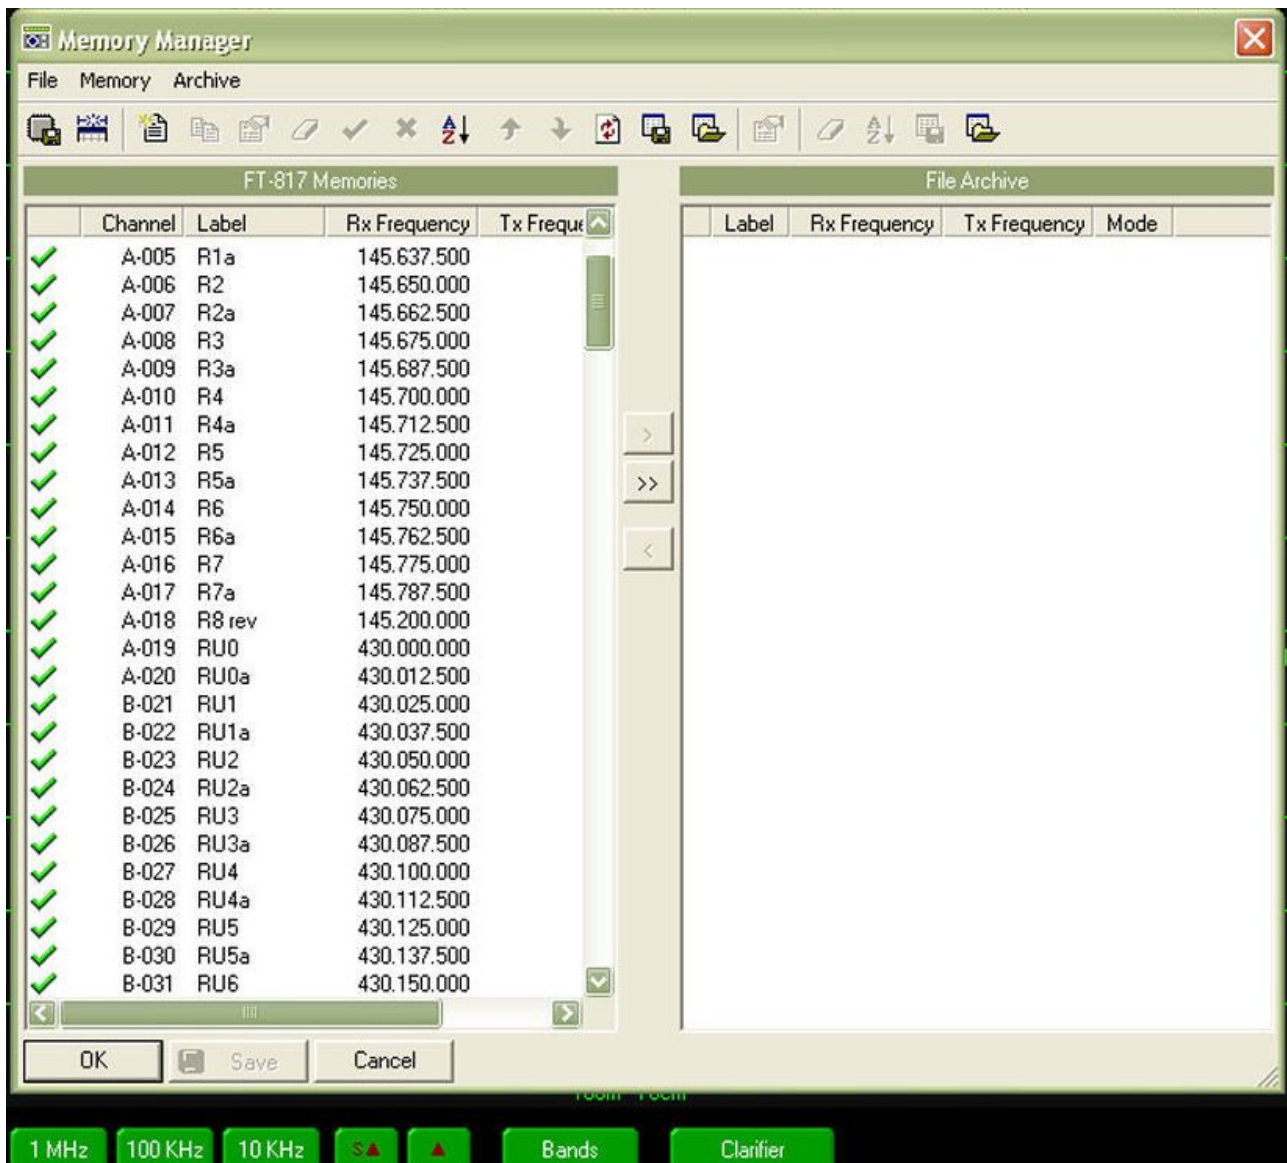 Memory Manager
File Memory Archive
FT-817 Memories
Channel Label Rx Frequency Tx Freque
A-005 R1a 145.637.500
A-006 R2 145.650.000
A-007 R2a 145.662.500
A-008 R3 145.675.000
A-009 R3a 145.687.500
A-010 R4 145.700.000
A-011 R4a 145.712.500
A-012 R5 145.725.000
A-013 R5a 145.737.500
A-014 R6 145.750.000
A-015 R6a 145.762.500
A-016 R7 145.775.000
A-017 R7a 145.787.500
A-018 R8 rev 145.200.000
A-019 RU0 430.000.000
A-020 RU0a 430.012.500
B-021 RU1 430.025.000
B-022 RU1a 430.037.500
B-023 RU2 430.050.000
B-024 RU2a 430.062.500
B-025 RU3 430.075.000
B-026 RU3a 430.087.500
B-027 RU4 430.100.000
B-028 RU4a 430.112.500
B-029 RU5 430.125.000
B-030 RU5a 430.137.500
B-031 RU6 430.150.000
>
>>
<
File Archive
Label Rx Frequency Tx Frequency Mode
OK Save Cancel
1 MHz 100 KHz 10 KHz S Bands Clarifier